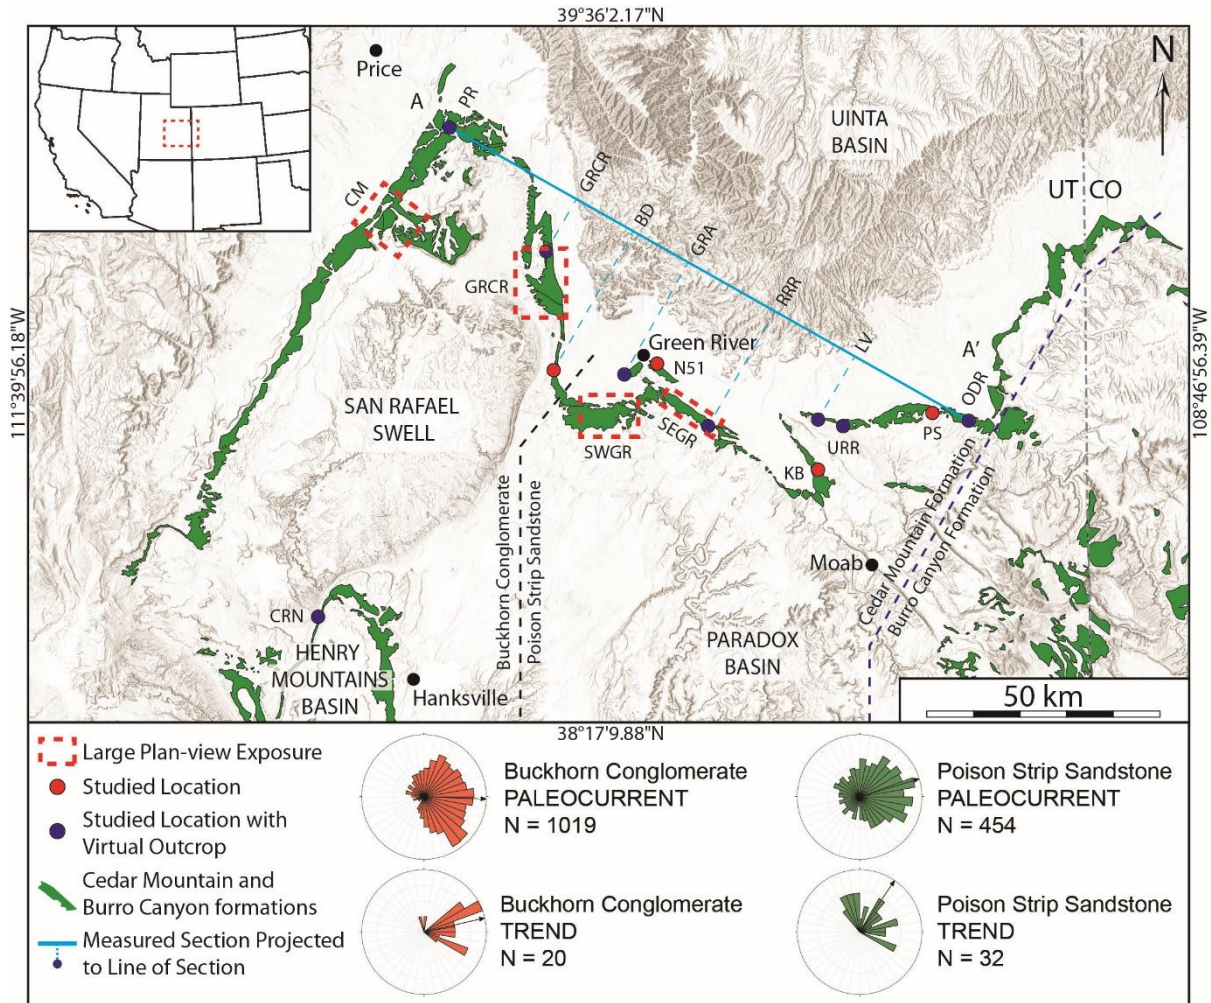 39°36'2.17"N
Price
N
A
PR
UINTA
BASIN
GRCR
UT CO
CM
BD
GRA
GRCR
RRR
111°39'56.18"W
108°46'56.39"W
Green River
LV
N51
A'
ODR
SAN RAFAEL
SWELL
SEGR
SWGR
URR
PS
KB
Buckhorn Conglomerate
Poison Strip Sandstone
Cedar Mountain Formation
Burro Canyon Formation
Moab
CRN
HENRY
MOUNTAINS
BASIN
Hanksville
PARADOX
BASIN
50 km
38°17'9.88"N
Large Plan-view Exposure
Studied Location
Studied Location with
Virtual Outcrop
Cedar Mountain and
Burro Canyon formations
Measured Section Projected
to Line of Section
Buckhorn Conglomerate
PALEOCURRENT
N = 1019
Poison Strip Sandstone
PALEOCURRENT
N = 454
Buckhorn Conglomerate
TREND
N = 20
Poison Strip Sandstone
TREND
N = 32